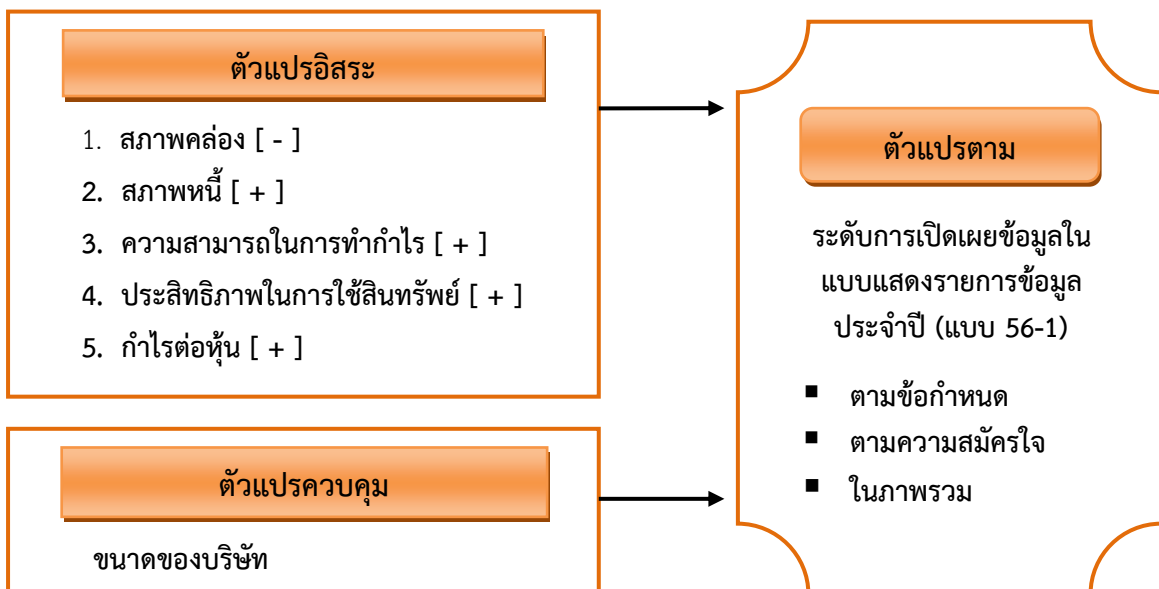 ตัวแปรอิสระ
1. สภาพคล่อง [ - ]
2. สภาพหนี้ [ + ]
3. ความสามารถในการทำกำไร [ + ]
4. ประสิทธิภาพในการใช้สินทรัพย์ [ + ]
5. กำไรต่อหุ้น [ + ]
ตัวแปรควบคุม
ขนาดของบริษัท
ตัวแปรตาม
ระดับการเปิดเผยข้อมูลใน
แบบแสดงรายการข้อมูล
ประจำปี (แบบ 56-1)
▪ ตามข้อกำหนด
▪ ตามความสมัครใจ
▪ ในภาพรวม